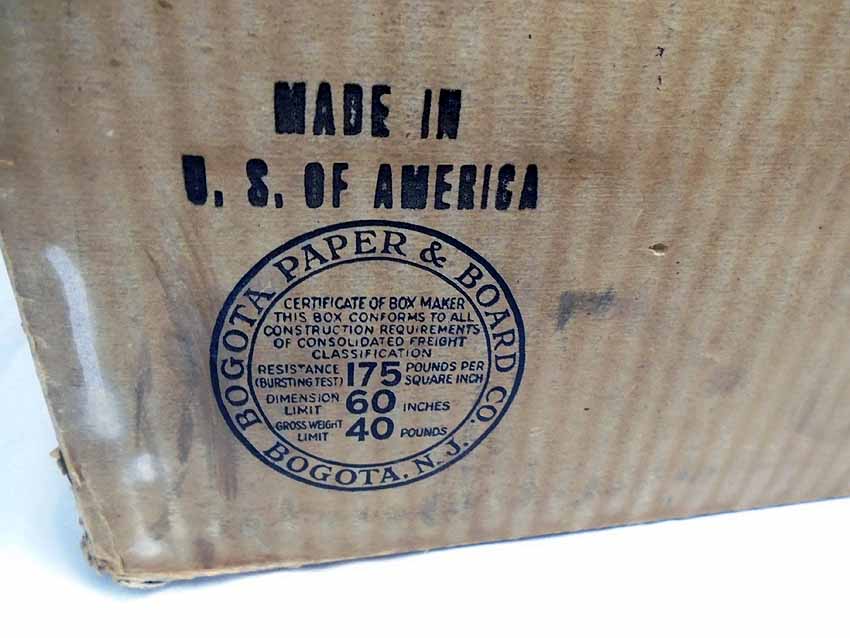 MADE IN
U. S. OF AMERICA
BOGOTA PAPER & BOARD CO.
CERTIFICATE OF BOX MAKER
THIS BOX CONFORMS TO ALL
CONSTRUCTION REQUIREMENTS
OF CONSOLIDATED FREIGHT
CLASSIFICATION
RESISTANCE (BURSTING TEST) 175 POUNDS PER SQUARE INCH
DIMENSION LIMIT 60 INCHES
GROSS WEIGHT LIMIT 40 POUNDS
BOGOTA, N. J.